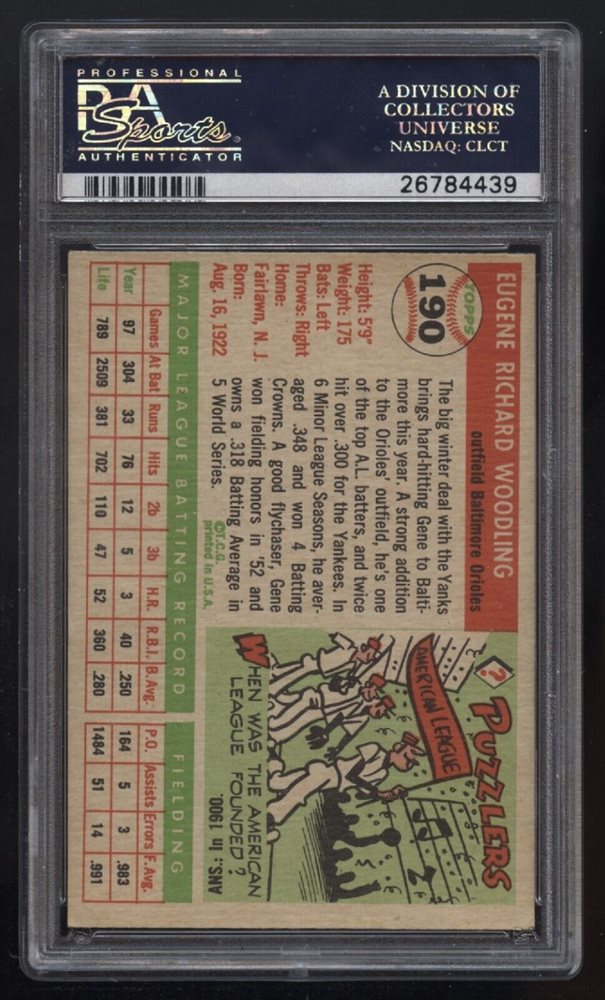 PROFESSIONAL
PSA
Sports
AUTHENTICATOR
A DIVISION OF
COLLECTORS
UNIVERSE
NASDAQ: CLCT
26784439
TOPPS
190
EUGENE RICHARD WOODLING
outfield Baltimore Orioles
Height: 5'9"
Weight: 175
Bats: Left
Throws: Right
Home:
Fairlawn, N. J.
Born:
Aug. 16, 1922
The big winter deal with the Yanks
brings hard-hitting Gene to Balti-
more this year. A strong addition
to the Orioles' outfield, he's one
of the top A.L. batters, and twice
hit over .300 for the Yankees. In
6 Minor League Seasons, he aver-
aged .348 and won 4 Batting
Crowns. A good flychaser, Gene
won fielding honors in '52 and
owns a .318 Batting Average in
5 World Series.
©T.C.G.
printed in U.S.A.
? PUZZLERS
AMERICAN LEAGUE
WHEN WAS THE AMERICAN
LEAGUE FOUNDED?
ANS.: IN 1900.
MAJOR LEAGUE BATTING RECORD FIELDING
Games At Bat Runs Hits 2b 3b H.R. R.B.I. B.Avg. P.O. Assists Errors F.Avg.
Year 97 304 33 76 12 5 3 40 .250 164 5 3 .983
Life 789 2509 381 702 110 47 52 360 .280 1484 51 14 .991